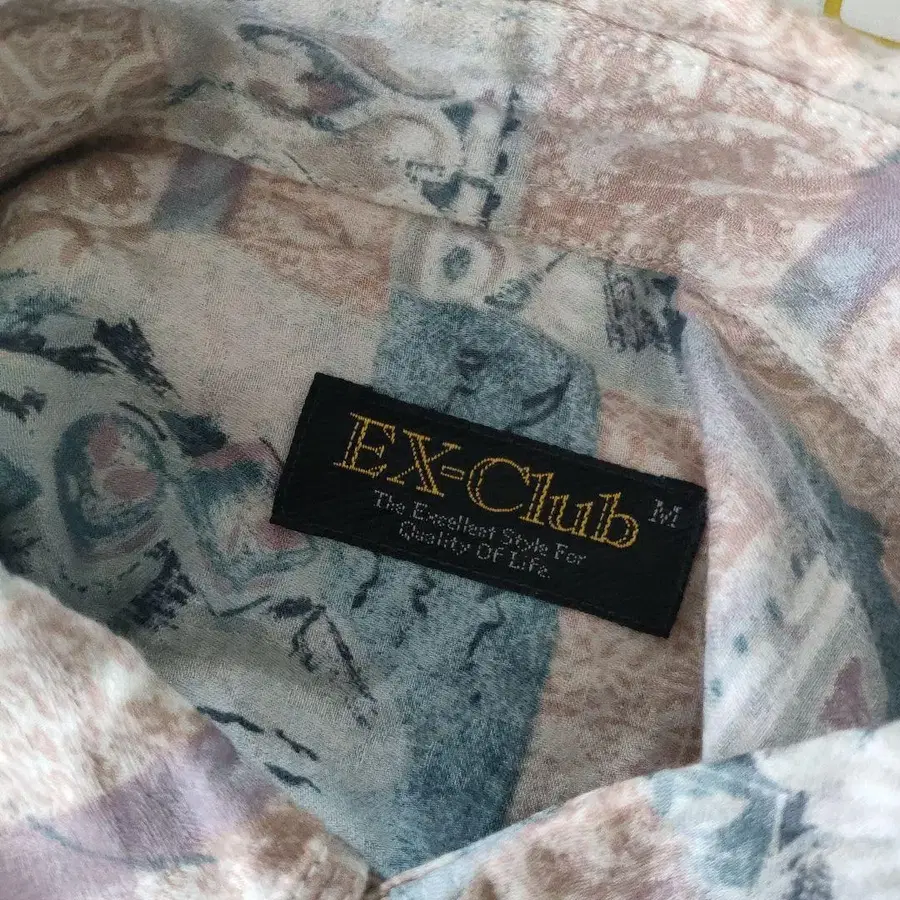 EX=Club M
The Excellent Style For
Quality Of Life.